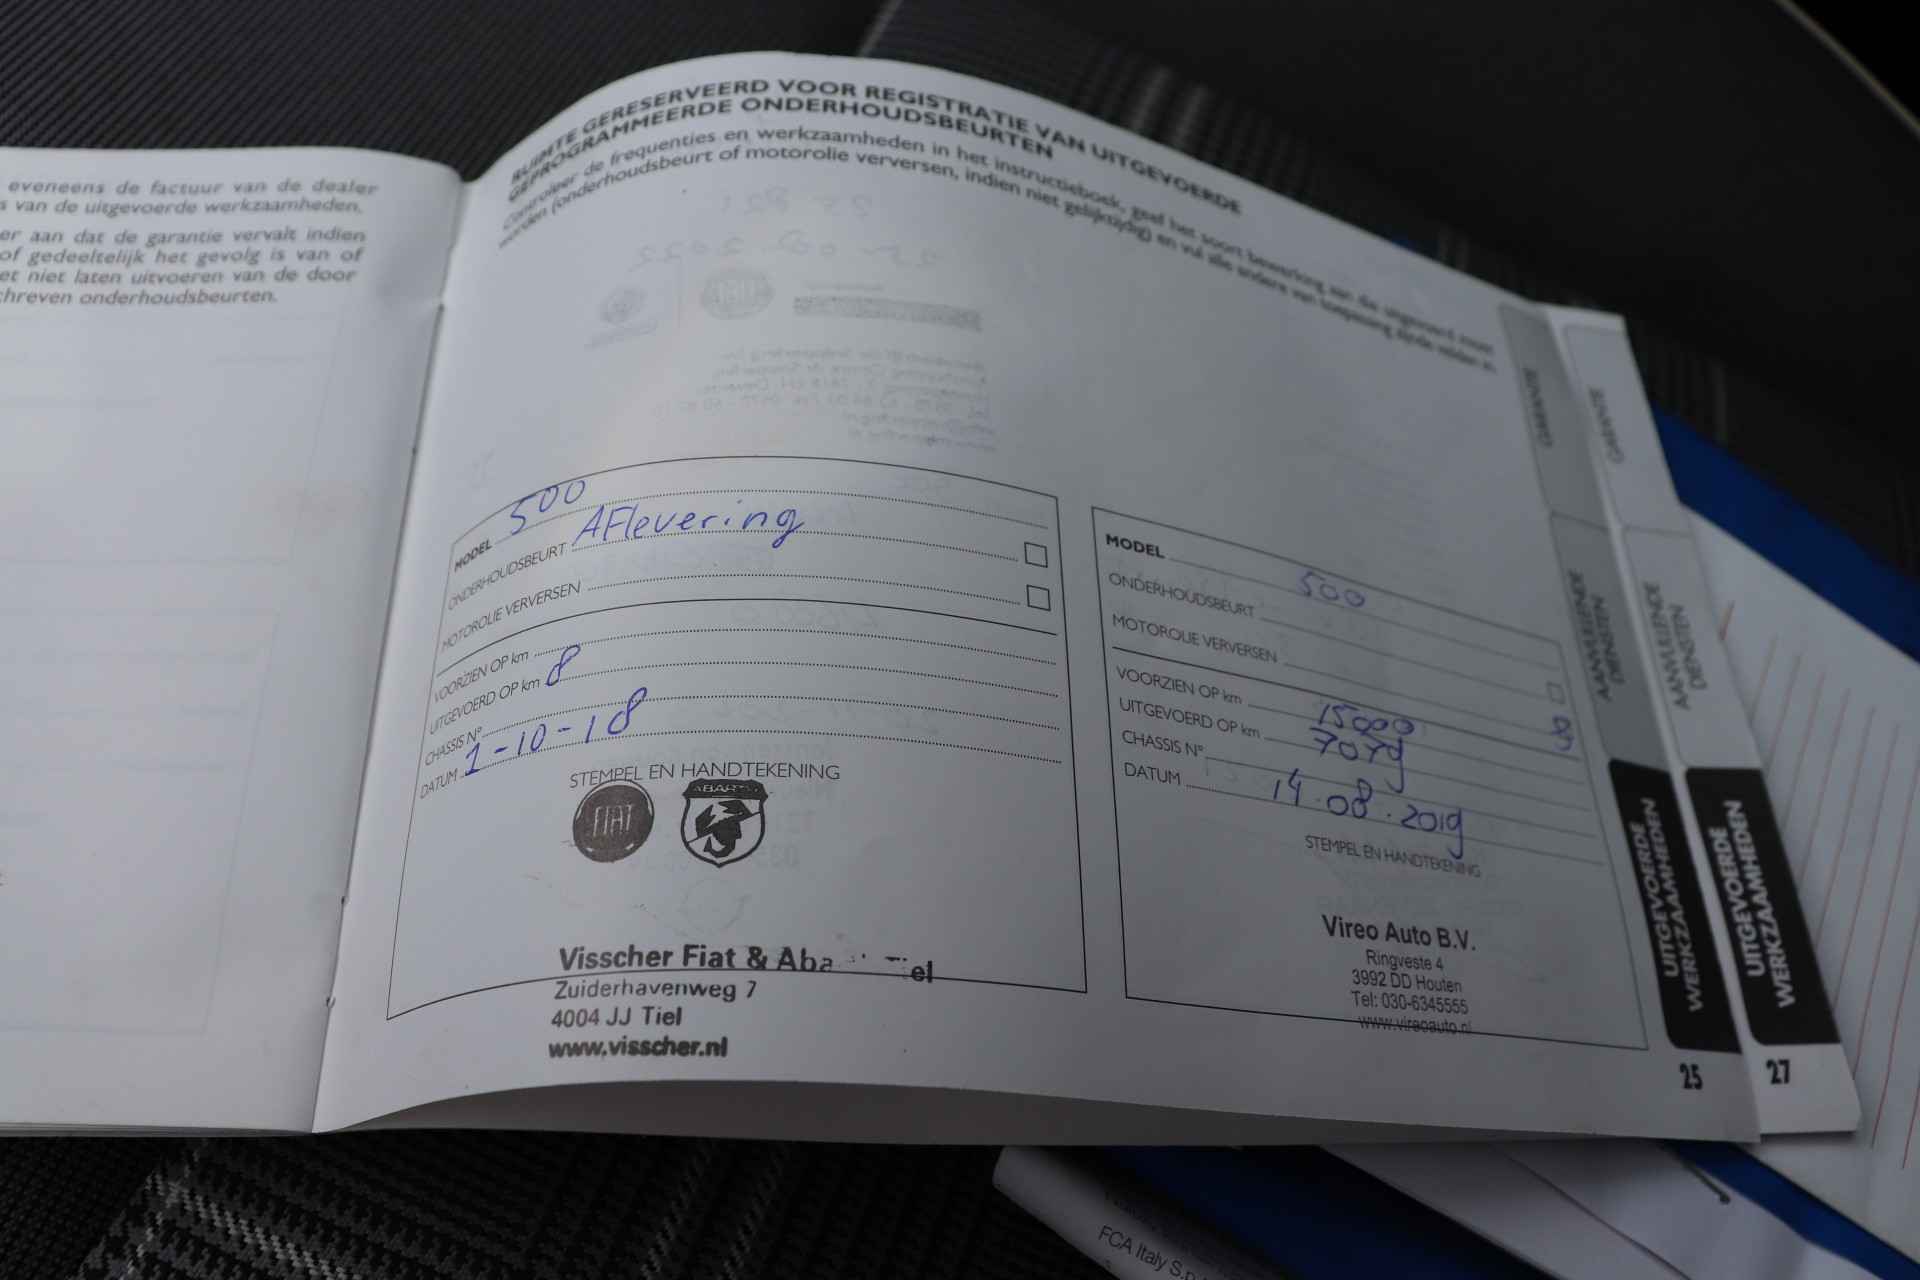 eveneens de factuur van de dealer
s van de uitgevoerde werkzaamheden.
er aan dat de garantie vervalt indien
of gedeeltelijk het gevolg is van of
et niet laten uitvoeren van de door
chreven onderhoudsbeurten.
RUIMTE GERESERVEERD VOOR REGISTRATIE VAN UITGEVOERDE
GEPROGRAMMEERDE ONDERHOUDSBEURTEN
Controleer de frequenties en werkzaamheden in het instructieboek, geef het soort bewerking aan die uitgevoerd moet
worden (onderhoudsbeurt of motorolie verversen, indien niet gelijktijdig) en vul alle andere van toepassing zijnde velden in.
MODEL 500
ONDERHOUDSBEURT AFlevering
MOTOROLIE VERVERSEN
VOORZIEN OP km
UITGEVOERD OP km 8
CHASSIS N°
DATUM 1-10-18
STEMPEL EN HANDTEKENING
FIAT ABARTH
Visscher Fiat & Aba Tiel
Zuiderhavenweg 7
4004 JJ Tiel
www.visscher.nl
MODEL 500
ONDERHOUDSBEURT
MOTOROLIE VERVERSEN
VOORZIEN OP km 15000
UITGEVOERD OP km 7079
CHASSIS N°
DATUM 14.08.2019
STEMPEL EN HANDTEKENING
Vireo Auto B.V.
Ringveste 4
3992 DD Houten
Tel: 030-6345555
www.vireoauto.nl
GARANTIE
AANVULLENDE
DIENSTEN
UITGEVOERDE
WERKZAAMHEDEN
25
GARANTIE
AANVULLENDE
DIENSTEN
UITGEVOERDE
WERKZAAMHEDEN
27
FCA Italy S.p